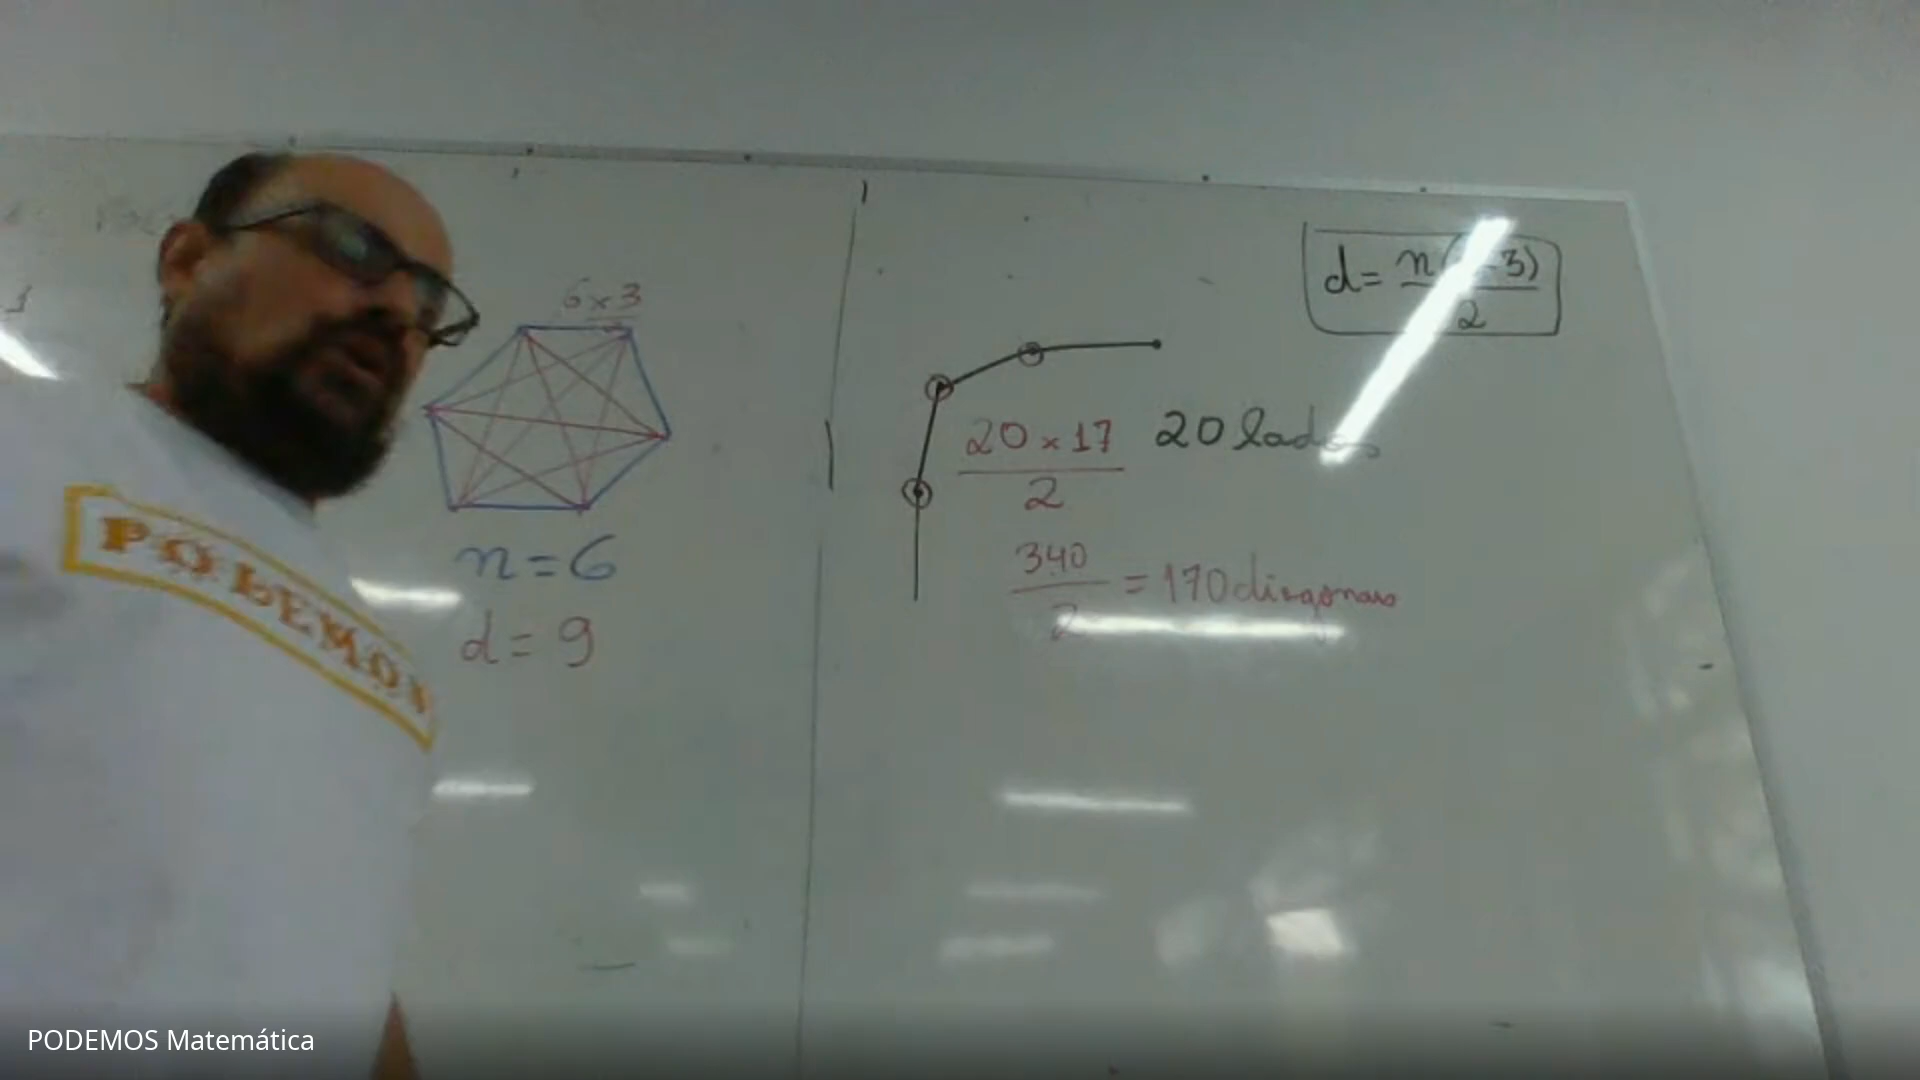 6 x 3
n = 6
d = 9
d = n( -3)
2
20 x 17
2
20 lados
340
2
= 170 diagonais
PODEMOS
PODEMOS Matemática